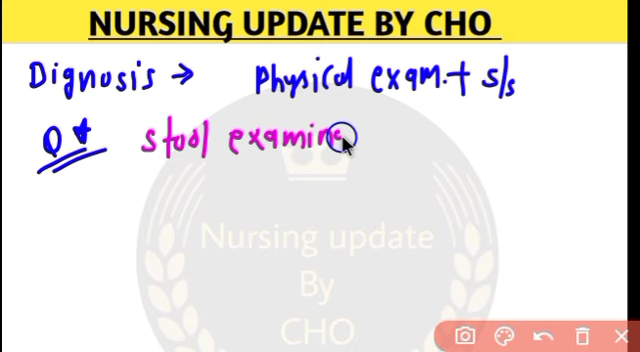 NURSING UPDATE BY CHO
Dignosis → Physical exam. + s/s
Q * stool examine
Nursing update
By
CHO